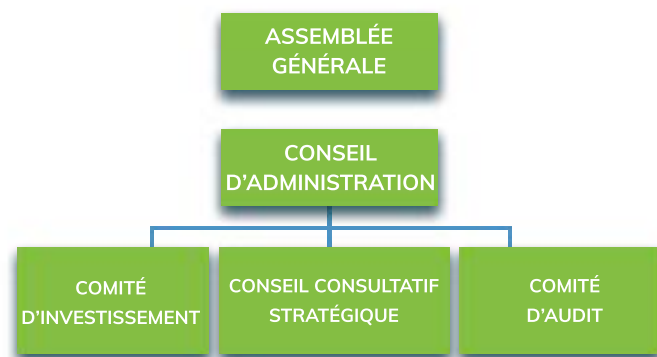 ASSEMBLÉE
GÉNÉRALE
CONSEIL
D'ADMINISTRATION
COMITÉ
D'INVESTISSEMENT
CONSEIL CONSULTATIF
STRATÉGIQUE
COMITÉ
D'AUDIT